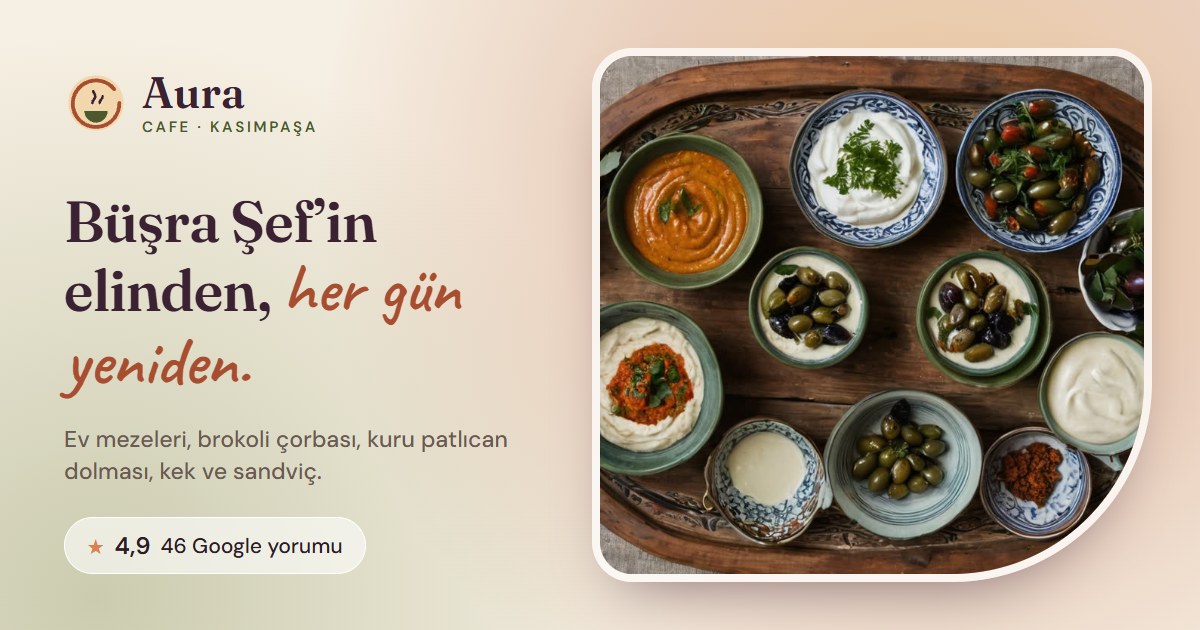 Aura
CAFE · KASIMPAŞA
Büşra Şef’in
elinden, her gün
yeniden.
Ev mezeleri, brokoli çorbası, kuru patlıcan
dolması, kek ve sandviç.
★ 4,9 46 Google yorumu